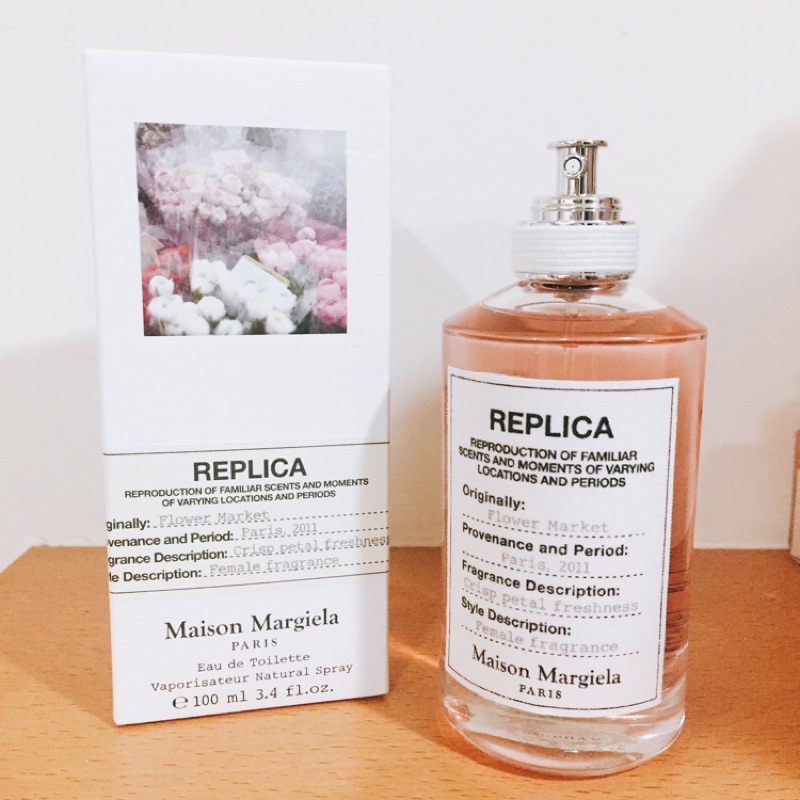 REPLICA
REPRODUCTION OF FAMILIAR SCENTS AND MOMENTS
OF VARYING LOCATIONS AND PERIODS
ginally: Flower Market
venance and Period: Paris, 2011
grance Description: Crisp petal freshness
le Description: Female fragrance
Maison Margiela
PARIS
Eau de Toilette
Vaporisateur Natural Spray
℮ 100 ml 3.4 fl.oz.
REPLICA
REPRODUCTION OF FAMILIAR
SCENTS AND MOMENTS OF VARYING
LOCATIONS AND PERIODS
Originally:
Flower Market
Provenance and Period:
Paris, 2011
Fragrance Description:
Crisp petal freshness
Style Description:
Female fragrance
Maison Margiela
PARIS